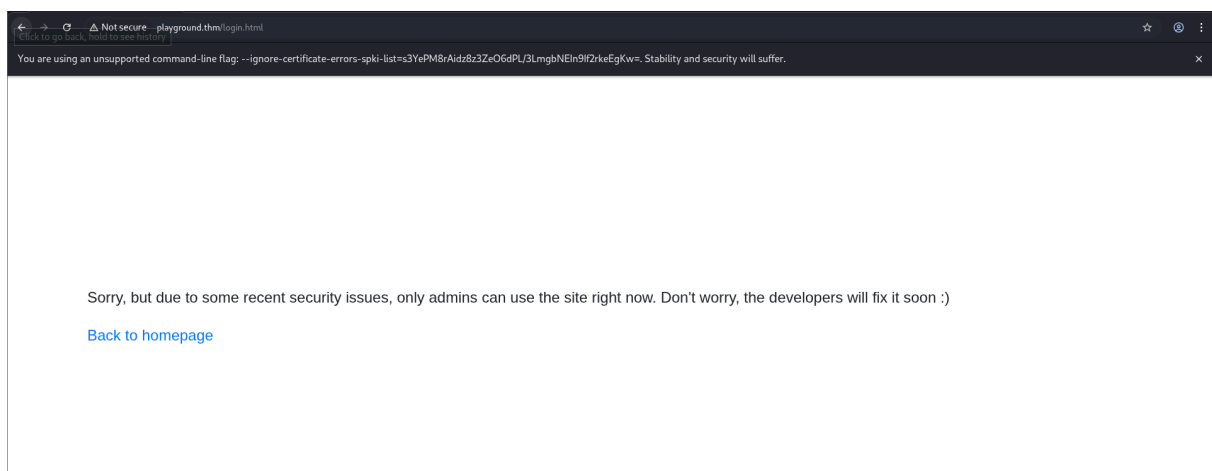 Not secure playground.thm/login.html
Click to go back, hold to see history
You are using an unsupported command-line flag: --ignore-certificate-errors-spki-list=s3YePM8rAidz8z3ZeO6dPL/3LmgbNEIn9If2rkeEgKw=. Stability and security will suffer.
Sorry, but due to some recent security issues, only admins can use the site right now. Don't worry, the developers will fix it soon :)
Back to homepage